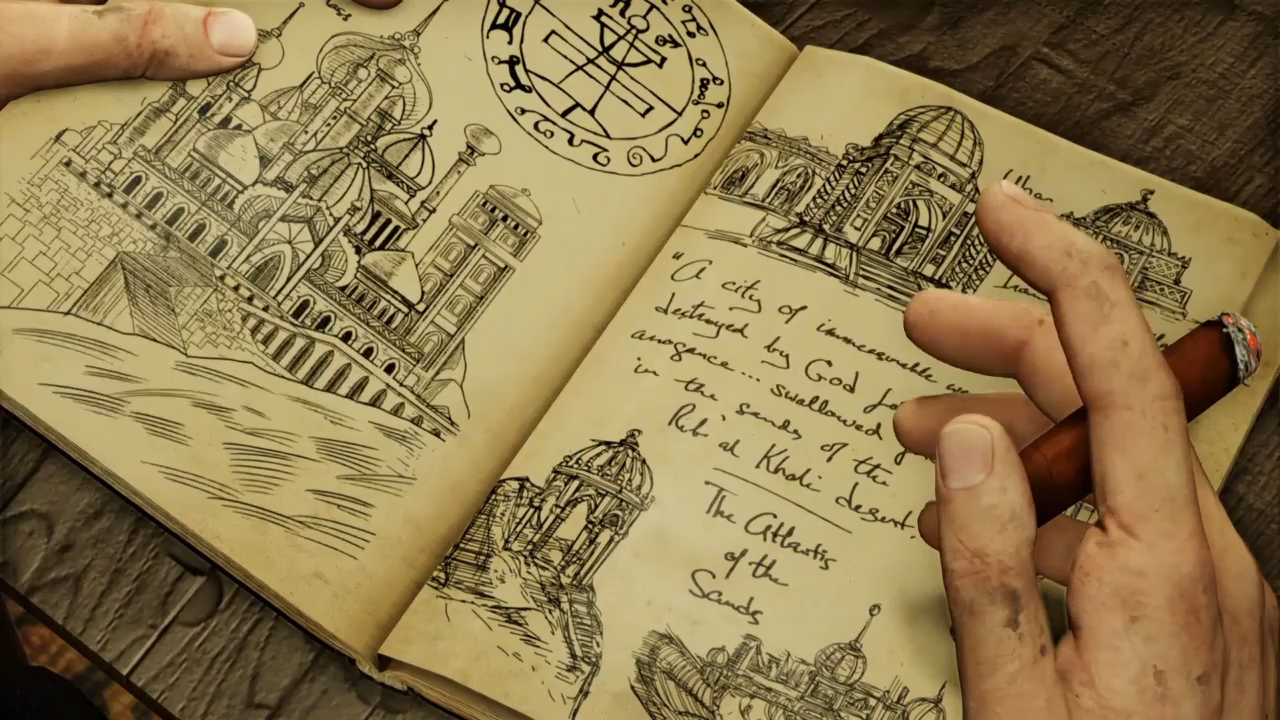 "A city of immeasurable
destroyed by God for
arrogance... swallowed
in the sands of the
Rub' al Khali desert.
The Atlantis
of the
Sands